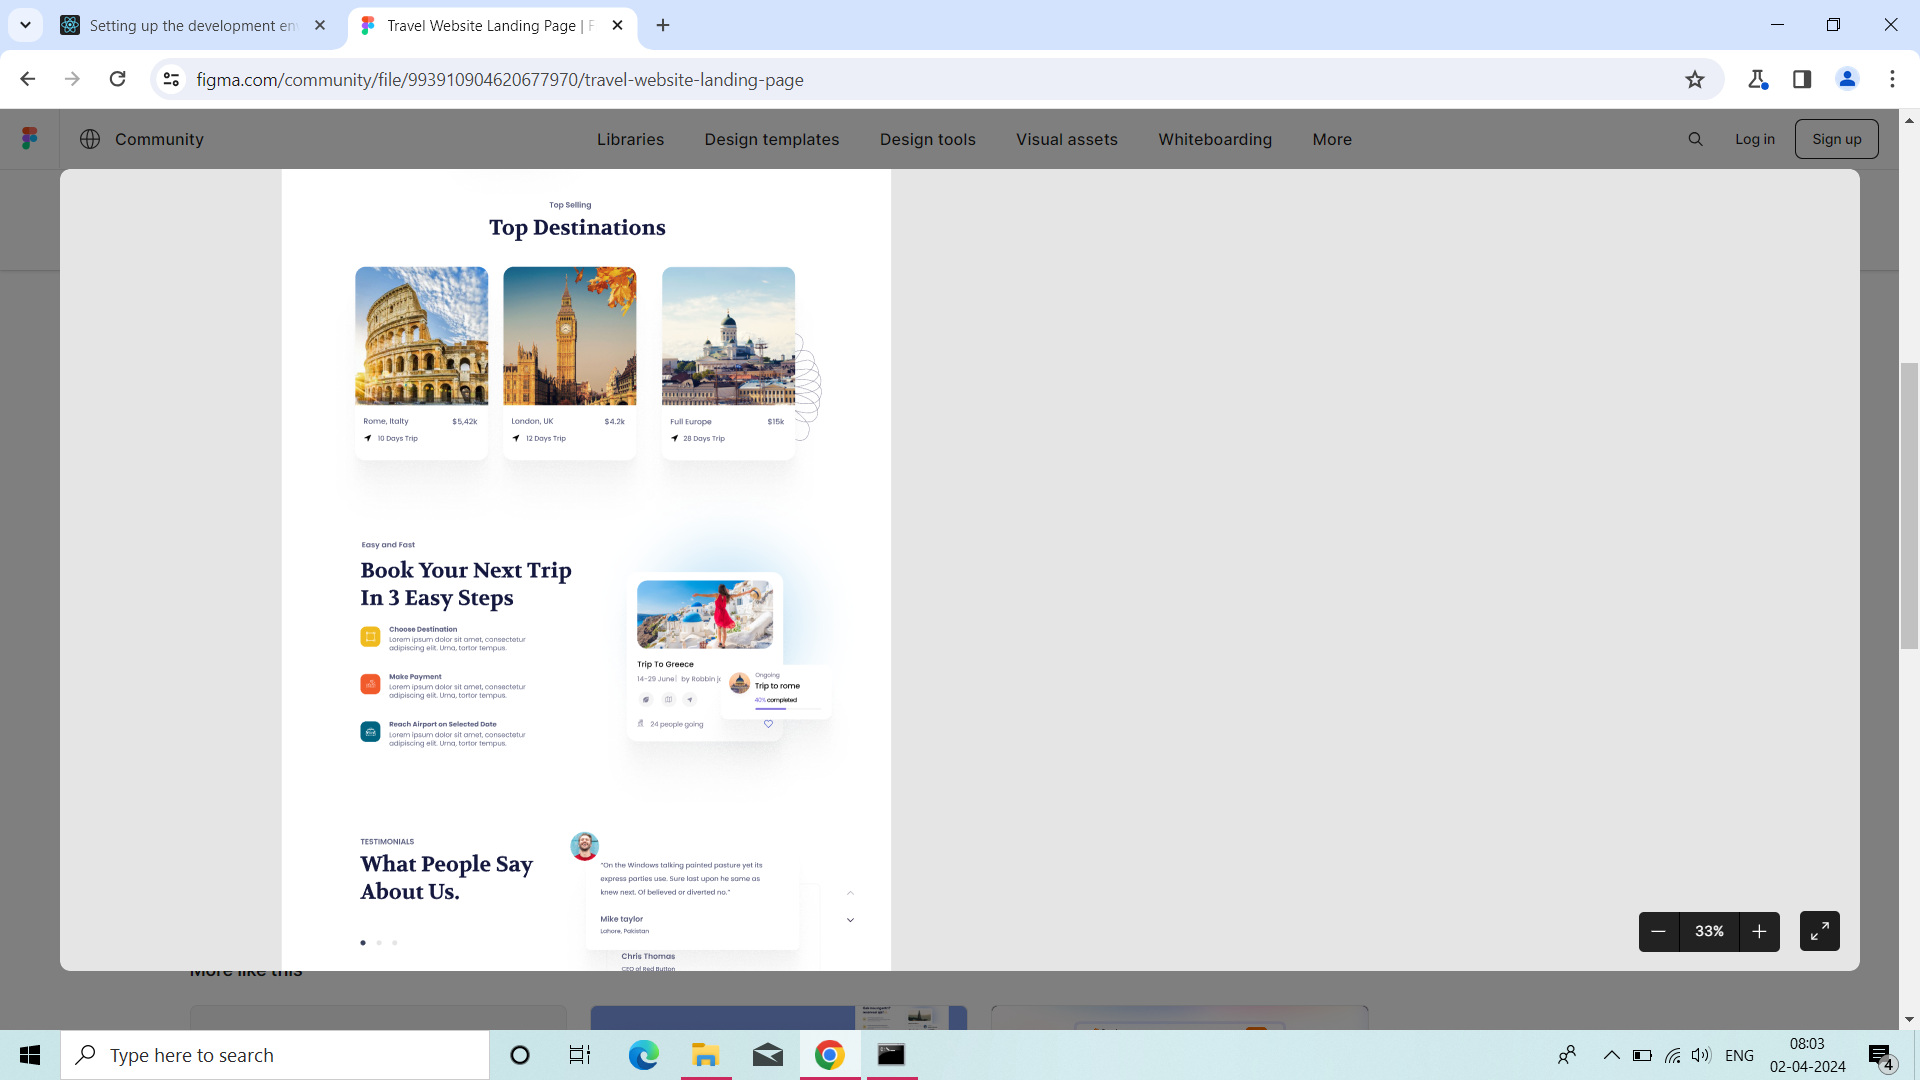 Setting up the development en
Travel Website Landing Page | F
figma.com/community/file/993910904620677970/travel-website-landing-page
Community
Libraries
Design templates
Design tools
Visual assets
Whiteboarding
More
Log in
Sign up
Top Selling
Top Destinations
Rome, Italty
$5,42k
10 Days Trip
London, UK
$4.2k
12 Days Trip
Full Europe
$15k
28 Days Trip
Easy and Fast
Book Your Next Trip
In 3 Easy Steps
Choose Destination
Lorem ipsum dolor sit amet, consectetur
adipiscing elit. Urna, tortor tempus.
Make Payment
Lorem ipsum dolor sit amet, consectetur
adipiscing elit. Urna, tortor tempus.
Reach Airport on Selected Date
Lorem ipsum dolor sit amet, consectetur
adipiscing elit. Urna, tortor tempus.
Trip To Greece
14-29 June | by Robbin jo
24 people going
Ongoing
Trip to rome
40% completed
TESTIMONIALS
What People Say
About Us.
"On the Windows talking painted pasture yet its
express parties use. Sure last upon he same as
knew next. Of believed or diverted no."
Mike taylor
Lahore, Pakistan
Chris Thomas
CEO of Red Button
33%
More like this
Type here to search
ENG
08:03
02-04-2024
4